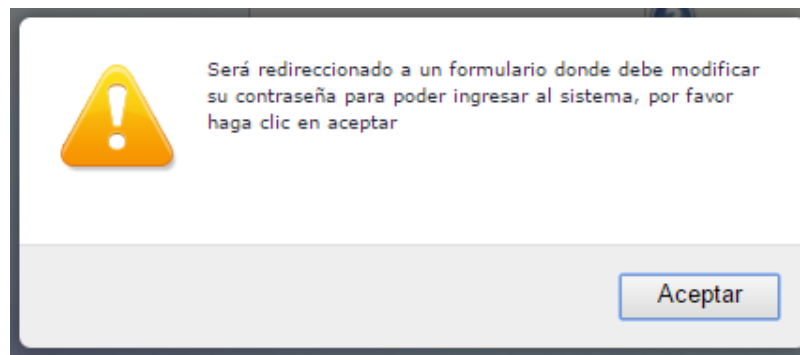 Será redireccionado a un formulario donde debe modificar
su contraseña para poder ingresar al sistema, por favor
haga clic en aceptar
Aceptar